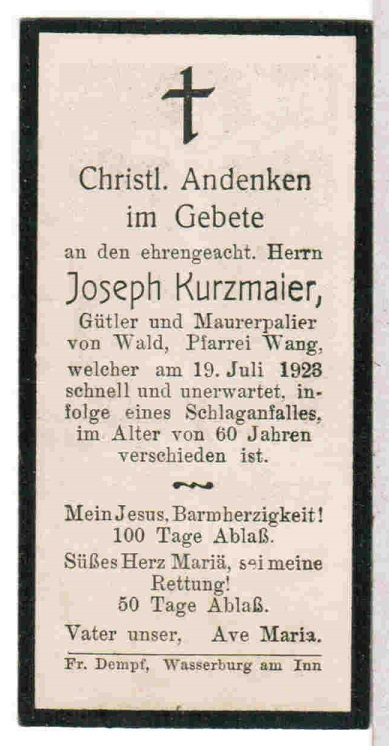 Christl. Andenken
im Gebete
an den ehrengeacht. Herrn
Joseph Kurzmaier,
Gütler und Maurerpalier
von Wald, Pfarrei Wang,
welcher am 19. Juli 1923
schnell und unerwartet, in-
folge eines Schlaganfalles,
im Alter von 60 Jahren
verschieden ist.
Mein Jesus, Barmherzigkeit!
100 Tage Ablaß.
Süßes Herz Mariä, sei meine
Rettung!
50 Tage Ablaß.
Vater unser, Ave Maria.
Fr. Dempf, Wasserburg am Inn